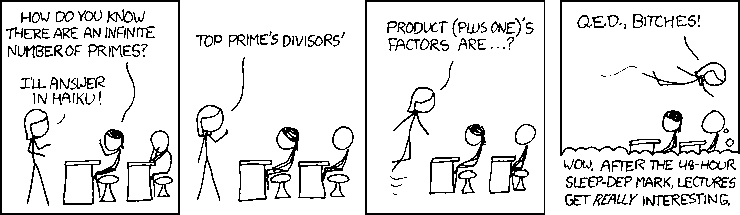 HOW DO YOU KNOW
THERE ARE AN INFINITE
NUMBER OF PRIMES?
I'LL ANSWER
IN HAIKU!
TOP PRIME'S DIVISORS'
PRODUCT (PLUS ONE)'S
FACTORS ARE...?
Q.E.D., BITCHES!
WOW. AFTER THE 48-HOUR
SLEEP-DEP MARK, LECTURES
GET REALLY INTERESTING.